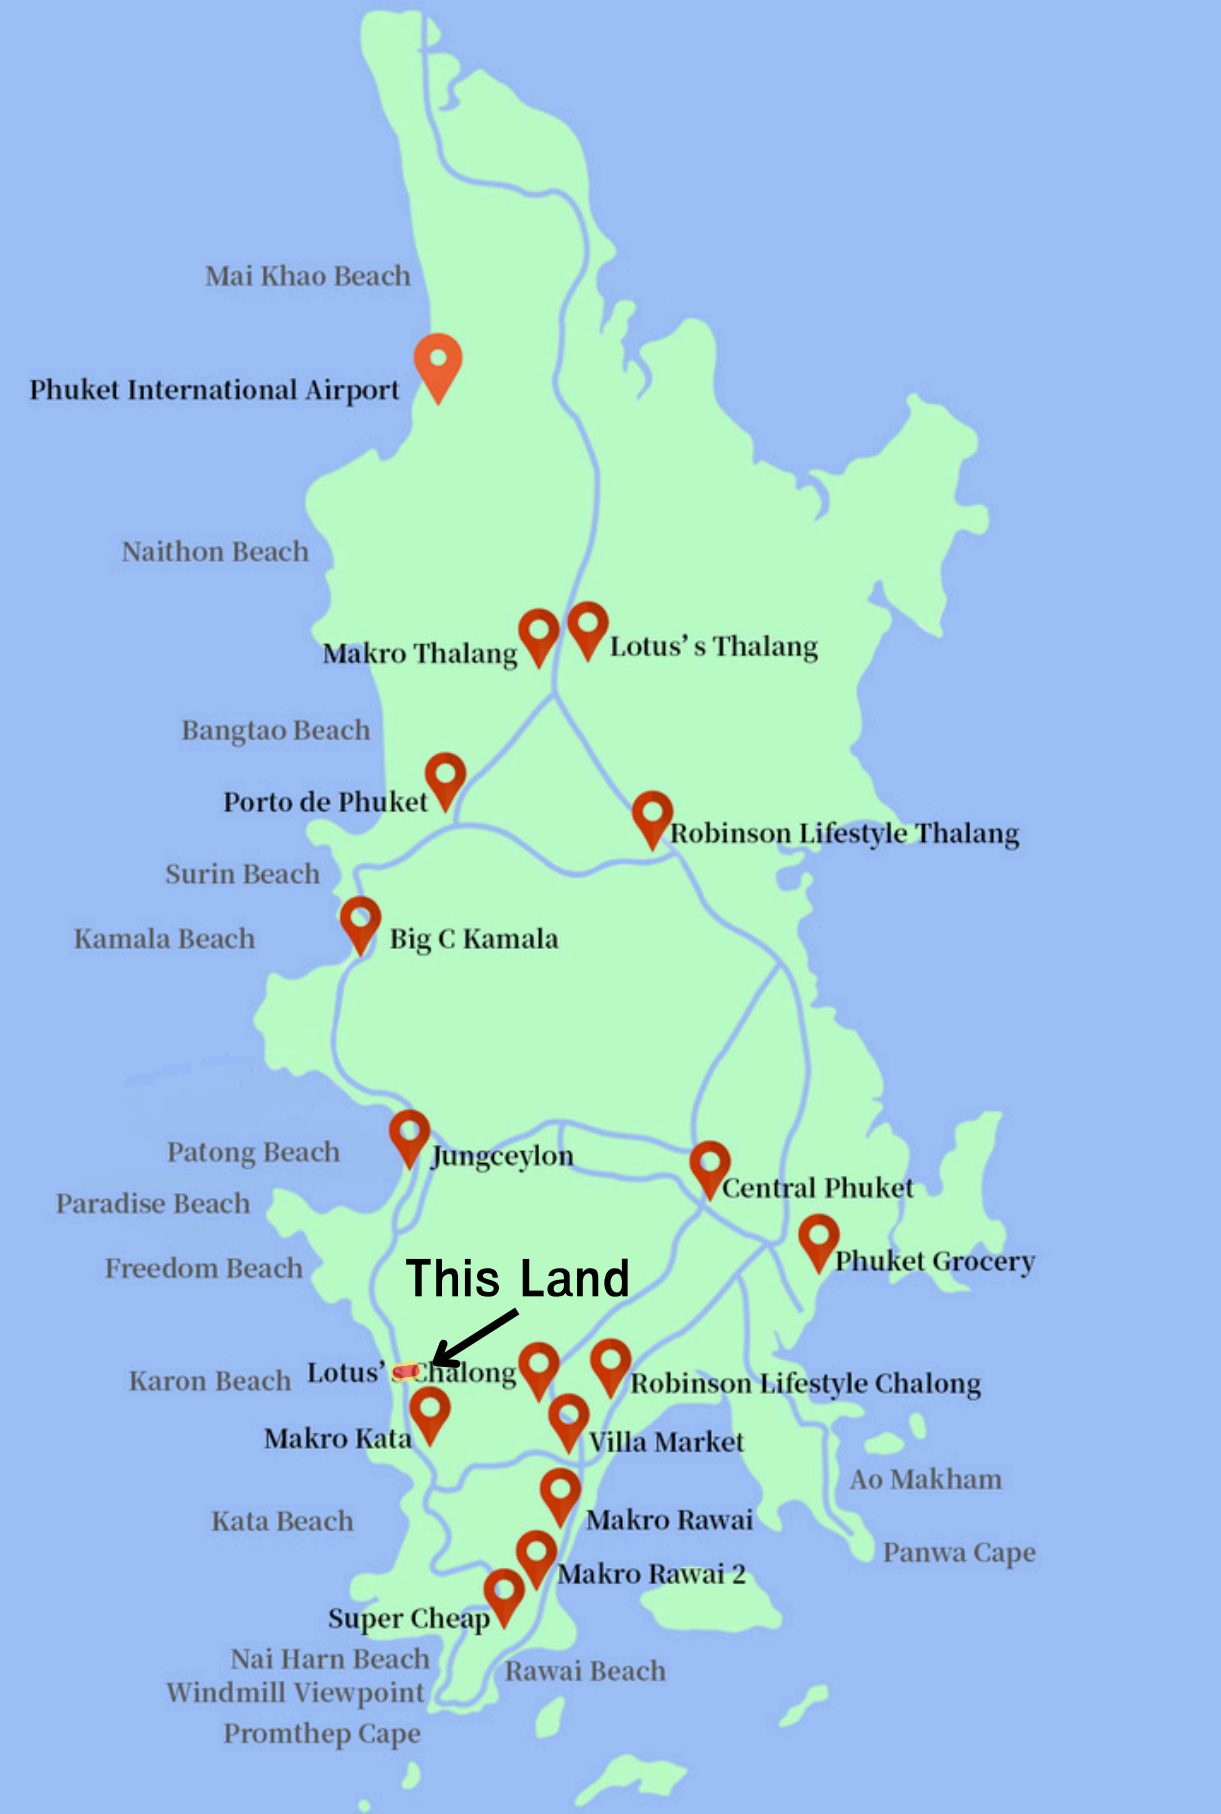 Mai Khao Beach
Phuket International Airport
Naithon Beach
Makro Thalang
Lotus’ s Thalang
Bangtao Beach
Porto de Phuket
Robinson Lifestyle Thalang
Surin Beach
Kamala Beach
Big C Kamala
Patong Beach
Jungceylon
Central Phuket
Paradise Beach
Phuket Grocery
Freedom Beach
This Land
Karon Beach
Lotus’ s Chalong
Robinson Lifestyle Chalong
Makro Kata
Villa Market
Ao Makham
Kata Beach
Makro Rawai
Panwa Cape
Makro Rawai 2
Super Cheap
Nai Harn Beach
Rawai Beach
Windmill Viewpoint
Promthep Cape